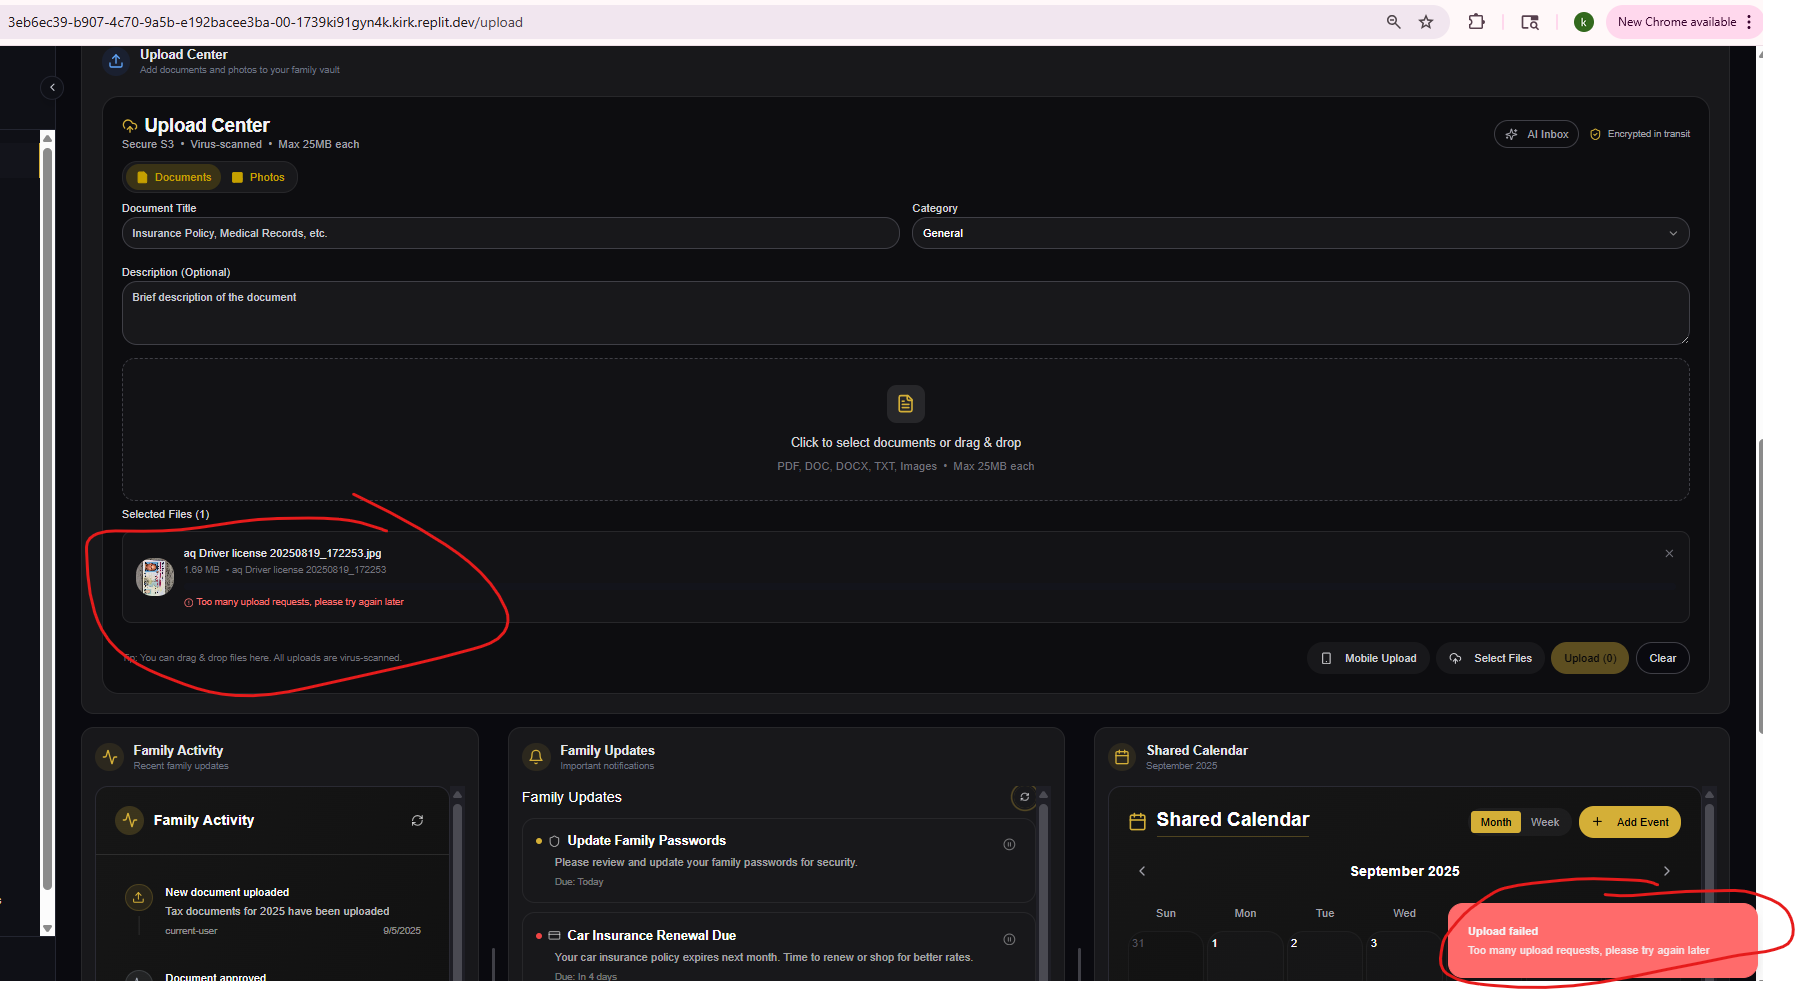 3eb6ec39-b907-4c70-9a5b-e192bacee3ba-00-1739ki91gyn4k.kirk.replit.dev/upload
k
New Chrome available
Upload Center
Add documents and photos to your family vault
Upload Center
Secure S3 • Virus-scanned • Max 25MB each
AI Inbox
Encrypted in transit
Documents
Photos
Document Title
Category
Insurance Policy, Medical Records, etc.
General
Description (Optional)
Brief description of the document
Click to select documents or drag & drop
PDF, DOC, DOCX, TXT, Images • Max 25MB each
Selected Files (1)
aq Driver license 20250819_172253.jpg
1.69 MB • aq Driver license 20250819_172253
Too many upload requests, please try again later
Tip: You can drag & drop files here. All uploads are virus-scanned.
Mobile Upload
Select Files
Upload (0)
Clear
Family Activity
Recent family updates
Family Activity
New document uploaded
Tax documents for 2025 have been uploaded
current-user
9/5/2025
Document approved
Family Updates
Important notifications
Family Updates
Update Family Passwords
Please review and update your family passwords for security.
Due: Today
Car Insurance Renewal Due
Your car insurance policy expires next month. Time to renew or shop for better rates.
Due: In 4 days
Shared Calendar
September 2025
Shared Calendar
Month
Week
+ Add Event
September 2025
Sun
Mon
Tue
Wed
31
1
2
3
Upload failed
Too many upload requests, please try again later